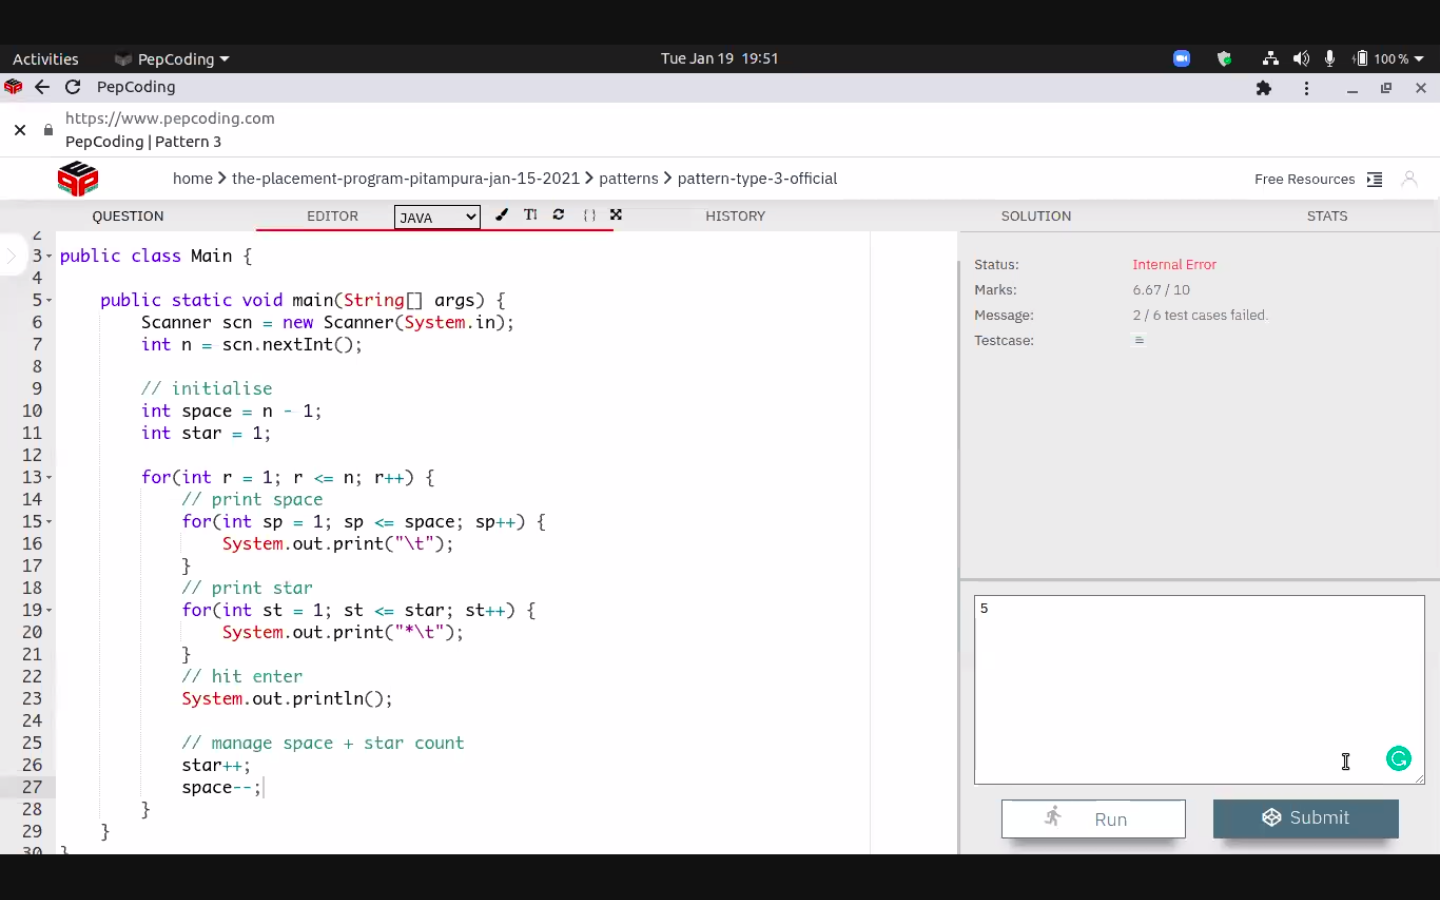 Activities PepCoding Tue Jan 19 19:51 100 %
PepCoding
https://www.pepcoding.com
PepCoding | Pattern 3
home > the-placement-program-pitampura-jan-15-2021 > patterns > pattern-type-3-official Free Resources
QUESTION EDITOR JAVA HISTORY SOLUTION STATS
2
3 public class Main {
4
5 public static void main(String[] args) {
6 Scanner scn = new Scanner(System.in);
7 int n = scn.nextInt();
8
9 // initialise
10 int space = n - 1;
11 int star = 1;
12
13 for(int r = 1; r <= n; r++) {
14 // print space
15 for(int sp = 1; sp <= space; sp++) {
16 System.out.print("\t");
17 }
18 // print star
19 for(int st = 1; st <= star; st++) {
20 System.out.print("*\t");
21 }
22 // hit enter
23 System.out.println();
24
25 // manage space + star count
26 star++;
27 space--;
28 }
29 }
30 }
Status: Internal Error
Marks: 6.67 / 10
Message: 2 / 6 test cases failed.
Testcase:
5
Run Submit